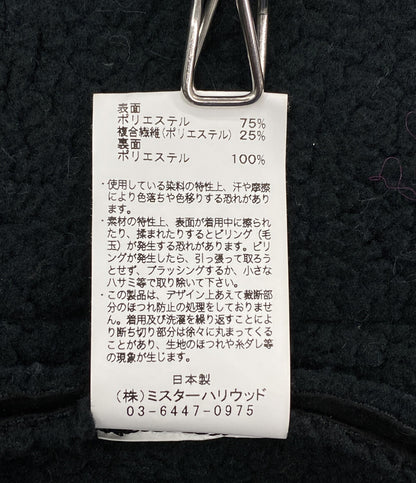 表面
ポリエステル 75%
複合繊維(ポリエステル) 25%
裏面
ポリエステル 100%
・使用している染料の特性上、汗や摩擦
により色落ちや色移りする恐れがあり
ます。
・素材の特性上、表面が着用中に擦られ
たり、揉まれたりするとピリング(毛
玉)が発生する恐れがあります。ピリ
ングが発生したら、引っ張って取ろう
とせず、ブラッシングするか、小さな
ハサミ等で取り除いて下さい。
・この製品は、デザイン上あえて裁断部
分のほつれ防止の処理をしておりませ
ん。着用及び洗濯を繰り返すことによ
り断ち切り部分は徐々に丸まってくる
ことがあり、生地のほつれや糸ダレ等
の現象が生じます。
日本製
(株)ミスターハリウッド
03-6447-0975